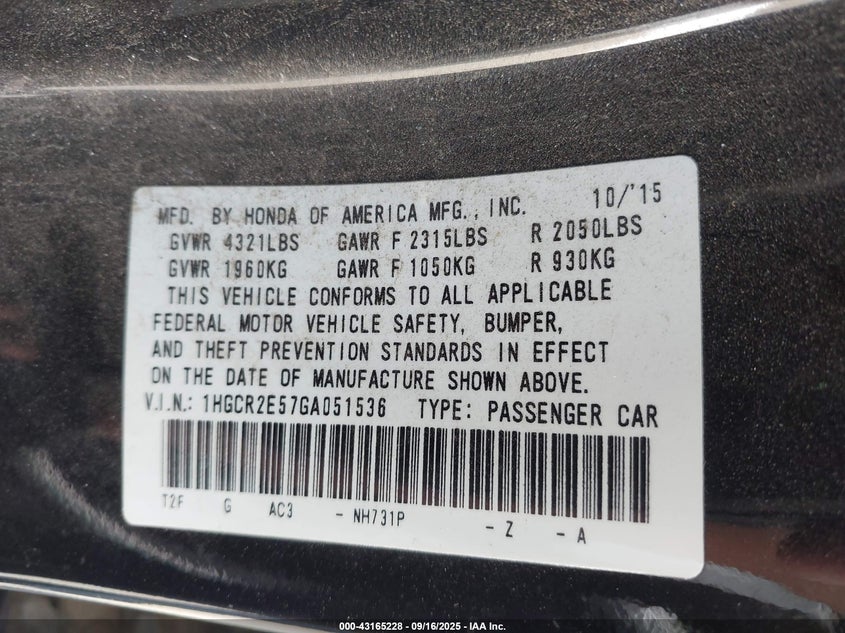 MFD. BY HONDA OF AMERICA MFG., INC. 10/'15
GVWR 4321LBS GAWR F 2315LBS R 2050LBS
GVWR 1960KG GAWR F 1050KG R 930KG
THIS VEHICLE CONFORMS TO ALL APPLICABLE
FEDERAL MOTOR VEHICLE SAFETY, BUMPER,
AND THEFT PREVENTION STANDARDS IN EFFECT
ON THE DATE OF MANUFACTURE SHOWN ABOVE.
V.I.N.: 1HGCR2E57GA051536 TYPE: PASSENGER CAR
T2F G AC3 - NH731P - Z - A
000-43165228 - 09/16/2025 - IAA Inc.